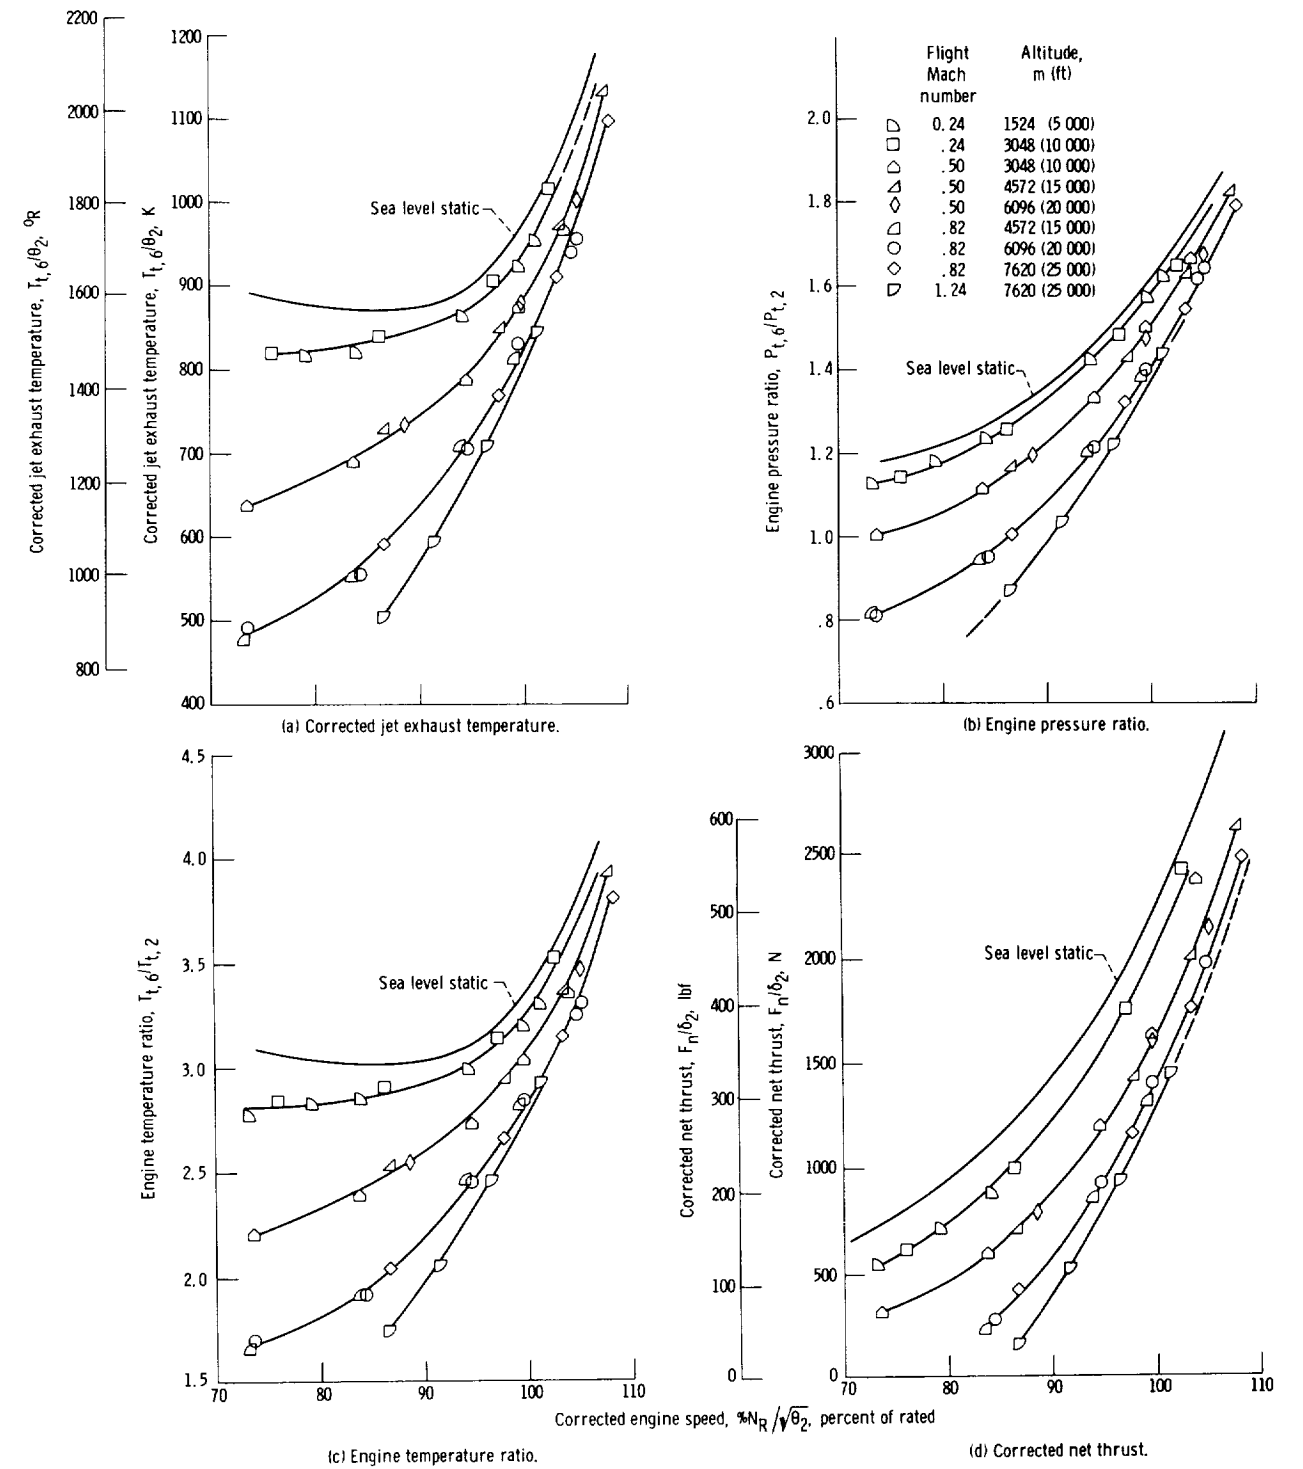 2200
2000
1800
1600
1400
1200
1000
800
Corrected jet exhaust temperature, Tt,6/θ2, °R
1200
1100
1000
900
800
700
600
500
400
Corrected jet exhaust temperature, Tt,6/θ2, K
Sea level static
(a) Corrected jet exhaust temperature.
2.0
1.8
1.6
1.4
1.2
1.0
.8
.6
Engine pressure ratio, Pt,6/Pt,2
Flight Altitude,
Mach m (ft)
number
0.24 1524 (5 000)
.24 3048 (10 000)
.50 3048 (10 000)
.50 4572 (15 000)
.50 6096 (20 000)
.82 4572 (15 000)
.82 6096 (20 000)
.82 7620 (25 000)
1.24 7620 (25 000)
Sea level static
(b) Engine pressure ratio.
4.5
4.0
3.5
3.0
2.5
2.0
1.5
Engine temperature ratio, Tt,6/Tt,2
Sea level static
70 80 90 100 110
(c) Engine temperature ratio.
600
500
400
300
200
100
0
Corrected net thrust, Fn/δ2, lbf
3000
2500
2000
1500
1000
500
0
Corrected net thrust, Fn/δ2, N
Sea level static
70 80 90 100 110
Corrected engine speed, %NR/√θ2, percent of rated
(d) Corrected net thrust.